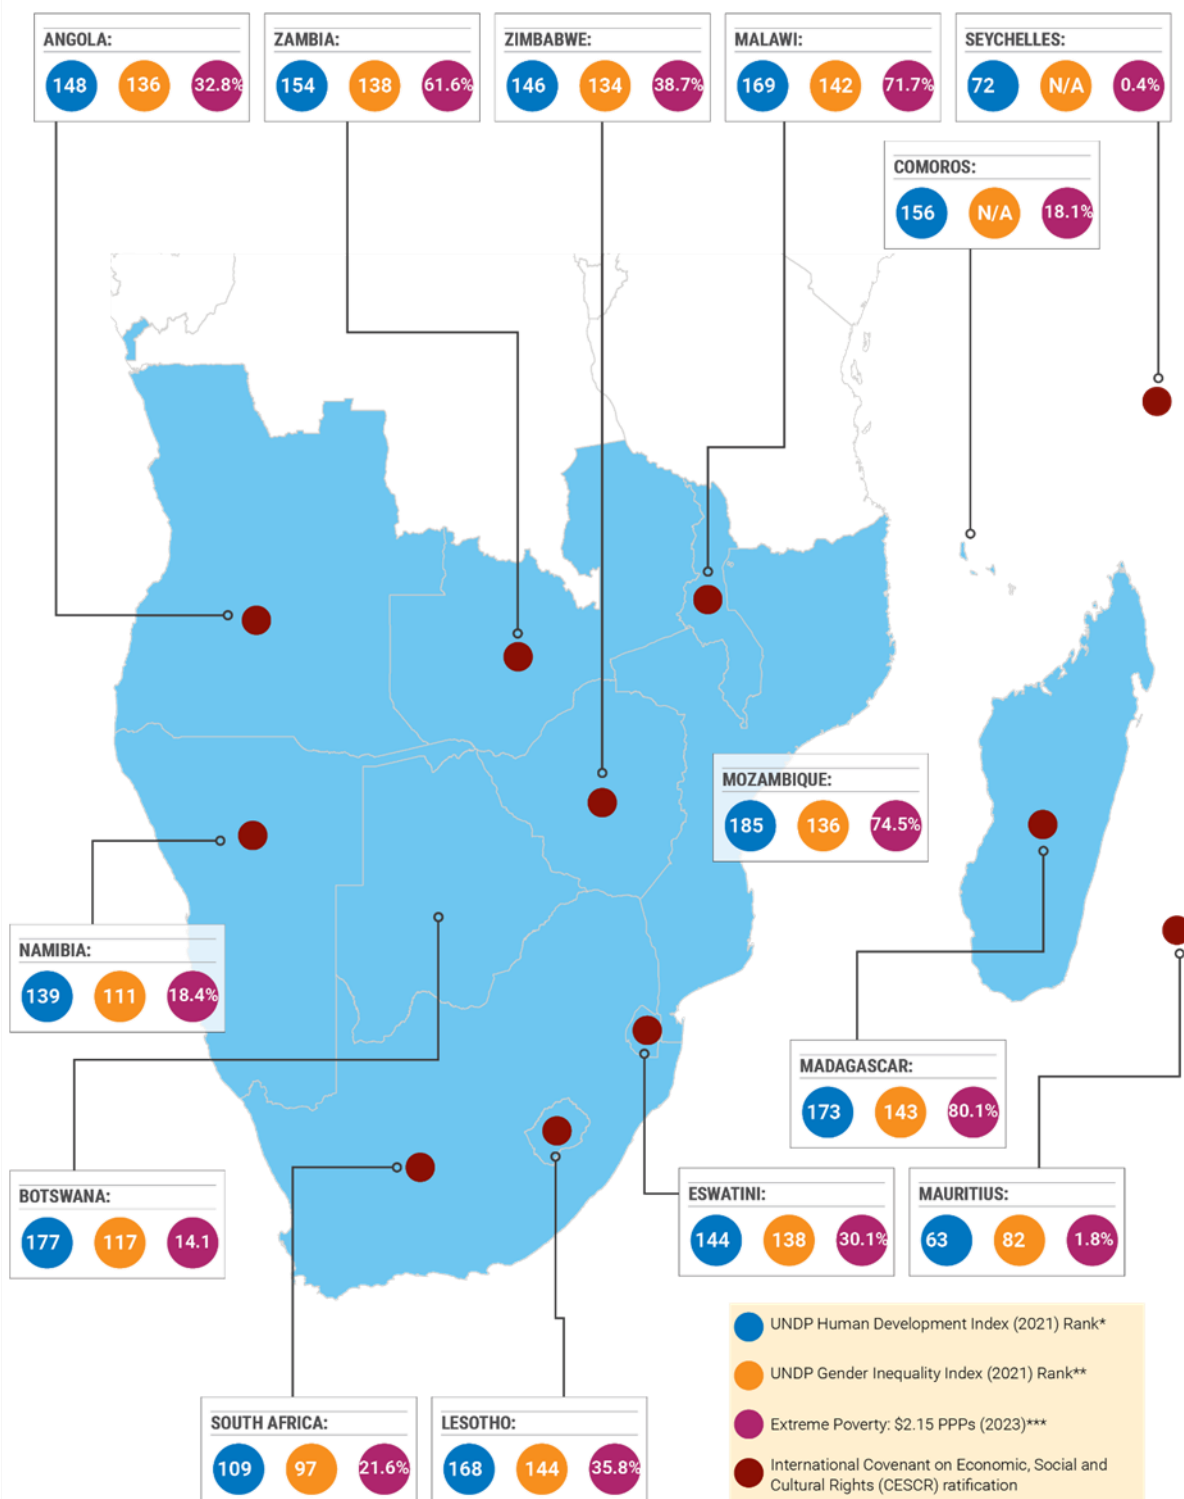 ANGOLA:
148 136 32.8%
ZAMBIA:
154 138 61.6%
ZIMBABWE:
146 134 38.7%
MALAWI:
169 142 71.7%
SEYCHELLES:
72 N/A 0.4%
COMOROS:
156 N/A 18.1%
MOZAMBIQUE:
185 136 74.5%
NAMIBIA:
139 111 18.4%
MADAGASCAR:
173 143 80.1%
BOTSWANA:
177 117 14.1
ESWATINI:
144 138 30.1%
MAURITIUS:
63 82 1.8%
SOUTH AFRICA:
109 97 21.6%
LESOTHO:
168 144 35.8%
UNDP Human Development Index (2021) Rank*
UNDP Gender Inequality Index (2021) Rank**
Extreme Poverty: $2.15 PPPs (2023)***
International Covenant on Economic, Social and
Cultural Rights (CESCR) ratification